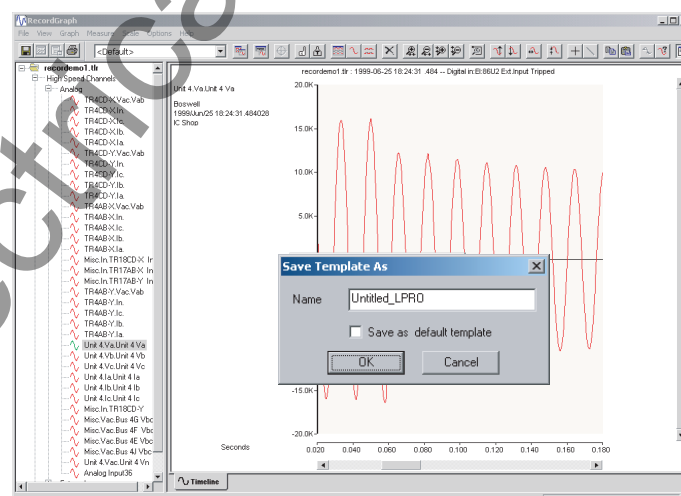 RecordGraph
File View Graph Measure Scale Options Help
<Default>
recordemo1.tlr
High Speed Channels
Analog
TR4CD-X.Vac.Vab
TR4CD-X.In.
TR4CD-X.Ic.
TR4CD-X.Ib.
TR4CD-X.Ia.
TR4CD-Y.Vac.Vab
TR4CD-Y.In.
TR4CD-Y.Ic.
TR4CD-Y.Ib.
TR4CD-Y.Ia.
TR4AB-X.Vac.Vab
TR4AB-X.In.
TR4AB-X.Ic.
TR4AB-X.Ib.
TR4AB-X.Ia.
Misc.In.TR18CD-X In
Misc.In.TR17AB-X In
Misc.In.TR17AB-Y In
TR4AB-Y.Vac.Vab
TR4AB-Y.In.
TR4AB-Y.Ic.
TR4AB-Y.Ib.
TR4AB-Y.Ia.
Unit 4.Va.Unit 4 Va
Unit 4.Vb.Unit 4 Vb
Unit 4.Vc.Unit 4 Vc
Unit 4.Ia.Unit 4 Ia
Unit 4.Ib.Unit 4 Ib
Unit 4.Ic.Unit 4 Ic
Misc.In.TR18CD-Y
Misc.Vac.Bus 4G Vbc
Misc.Vac.Bus 4F Vbc
Misc.Vac.Bus 4E Vbc
Misc.Vac.Bus 4J Vbc
Unit 4.Vac.Unit 4 Vn
Analog Input36
recordemo1.tlr : 1999-06-25 18:24:31 .484 -- Digital in:El:86U2 Ext.Input Tripped
Unit 4.Va.Unit 4 Va
Boswell
1999/Jun/25 18:24:31.484028
IC Shop
20.0K
15.0K
10.0K
5.0K
-15.0K
-20.0K
Seconds
0.020 0.040 0.060 0.080 0.100 0.120 0.140 0.160 0.180
Timeline
Save Template As
Name
Untitled_LPRO
Save as default template
OK
Cancel